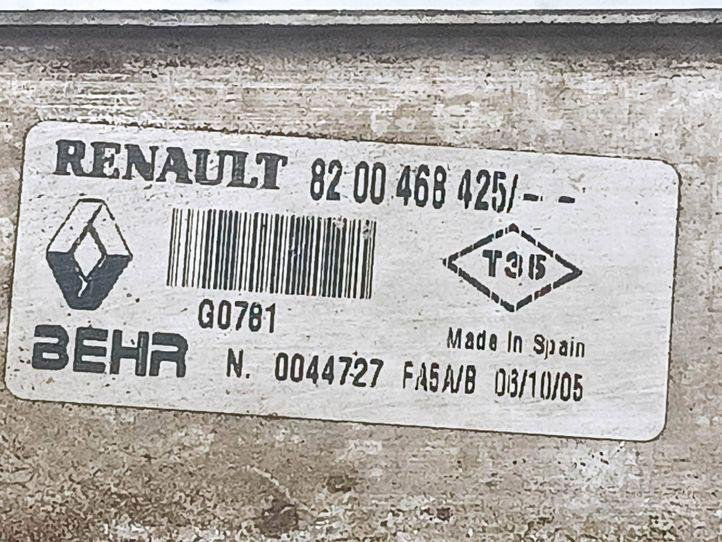 RENAULT 82 00 468 425/- -
T35
G0781
Made In Spain
BEHR N. 0044727 FA5A/B 03/10/05